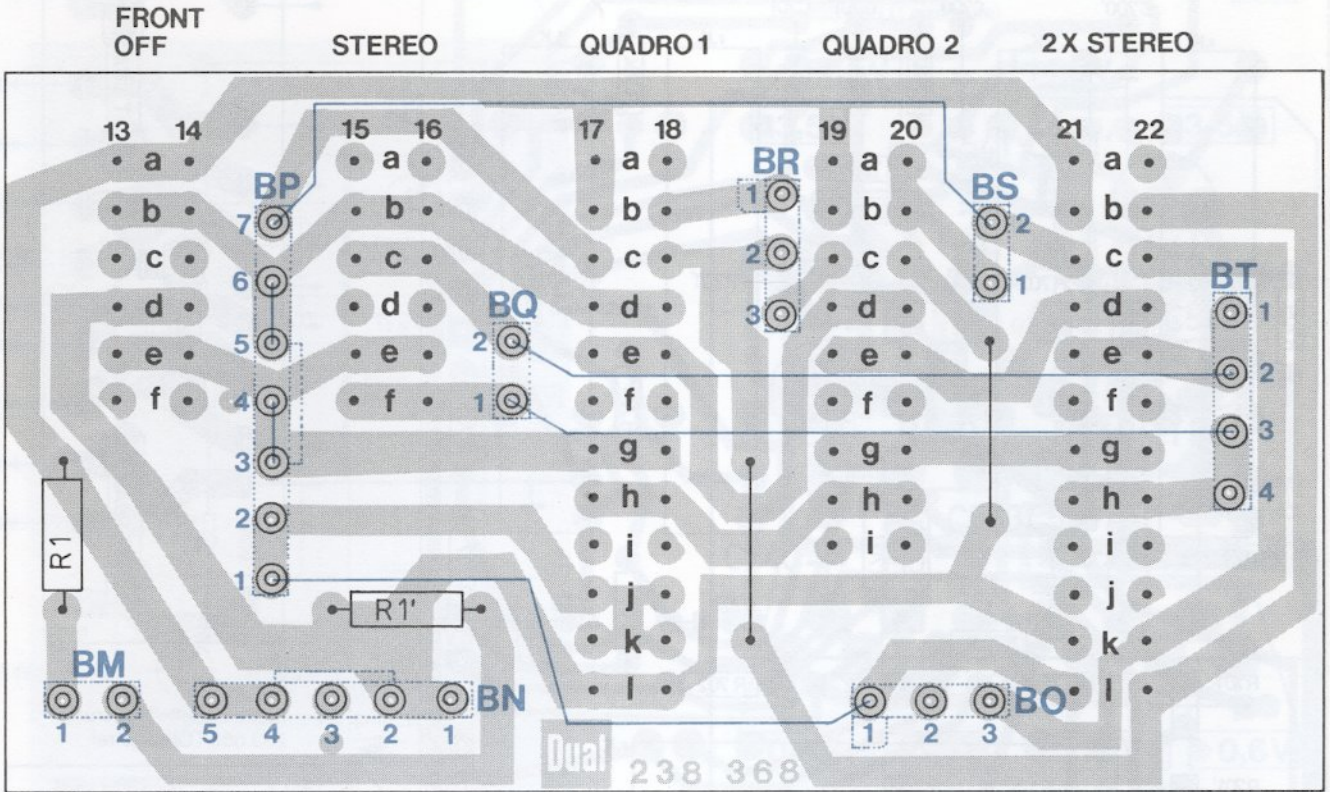 FRONT
OFF STEREO QUADRO 1 QUADRO 2 2 X STEREO
13 14 15 16 17 18 19 20 21 22
a a a a a
BP BR BS
1
b b b b b
7 2
c c c c c
2
6 1 BT
d d d d d
BQ 3 1
5 2
e e e e e
2
4 f f 1 f f f
3
3 g g g
h h h
4
2
R1 i i i
1
R1' j j
k k
BM
l l
BN BO
1 2 5 4 3 2 1 1 2 3
Dual 238 368